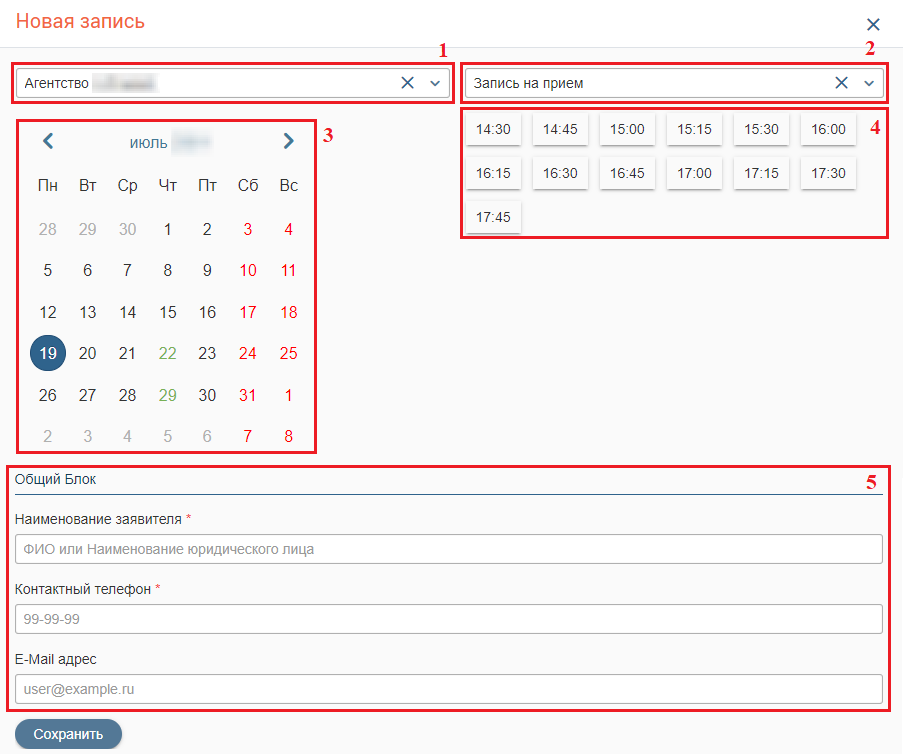 Новая запись
1
2
Агентство
Запись на прием
3
4
июль
14:30 14:45 15:00 15:15 15:30 16:00
16:15 16:30 16:45 17:00 17:15 17:30
17:45
Пн Вт Ср Чт Пт Сб Вс
28 29 30 1 2 3 4
5 6 7 8 9 10 11
12 13 14 15 16 17 18
19 20 21 22 23 24 25
26 27 28 29 30 31 1
2 3 4 5 6 7 8
Общий Блок
5
Наименование заявителя *
ФИО или Наименование юридического лица
Контактный телефон *
99-99-99
E-Mail адрес
user@example.ru
Сохранить